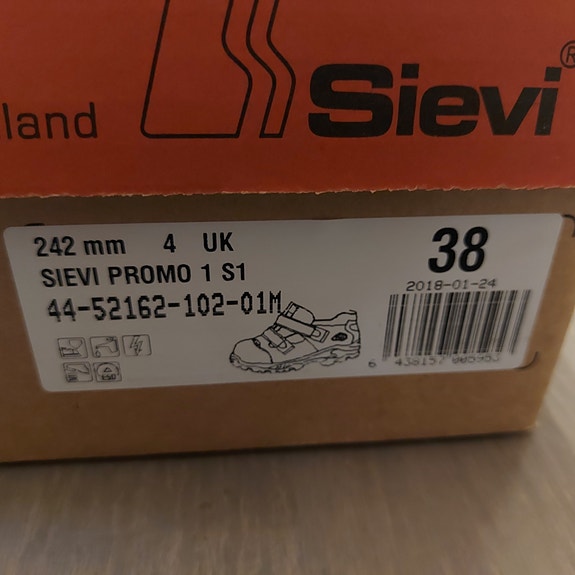 land
Sievi®
242 mm 4 UK
38
SIEVI PROMO 1 S1
2018-01-24
44-52162-102-01M